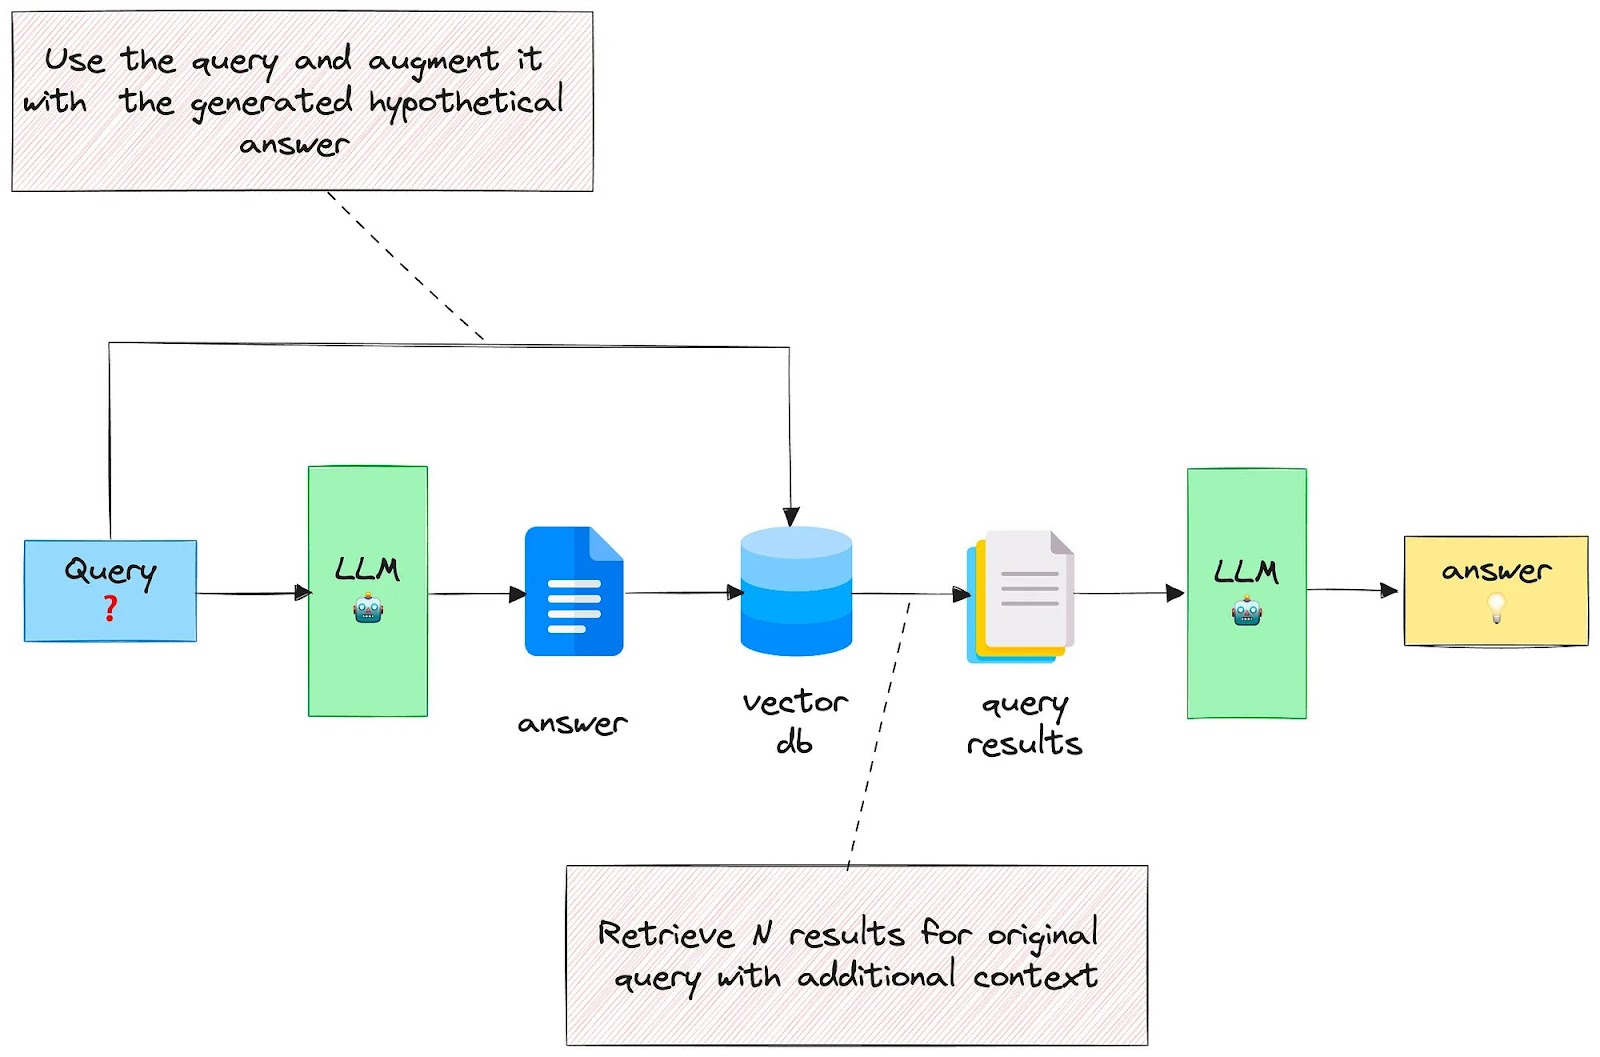 Use the query and augment it
with the generated hypothetical
answer
Query
?
LLM
answer
vector
db
query
results
LLM
answer
Retrieve N results for original
query with additional context